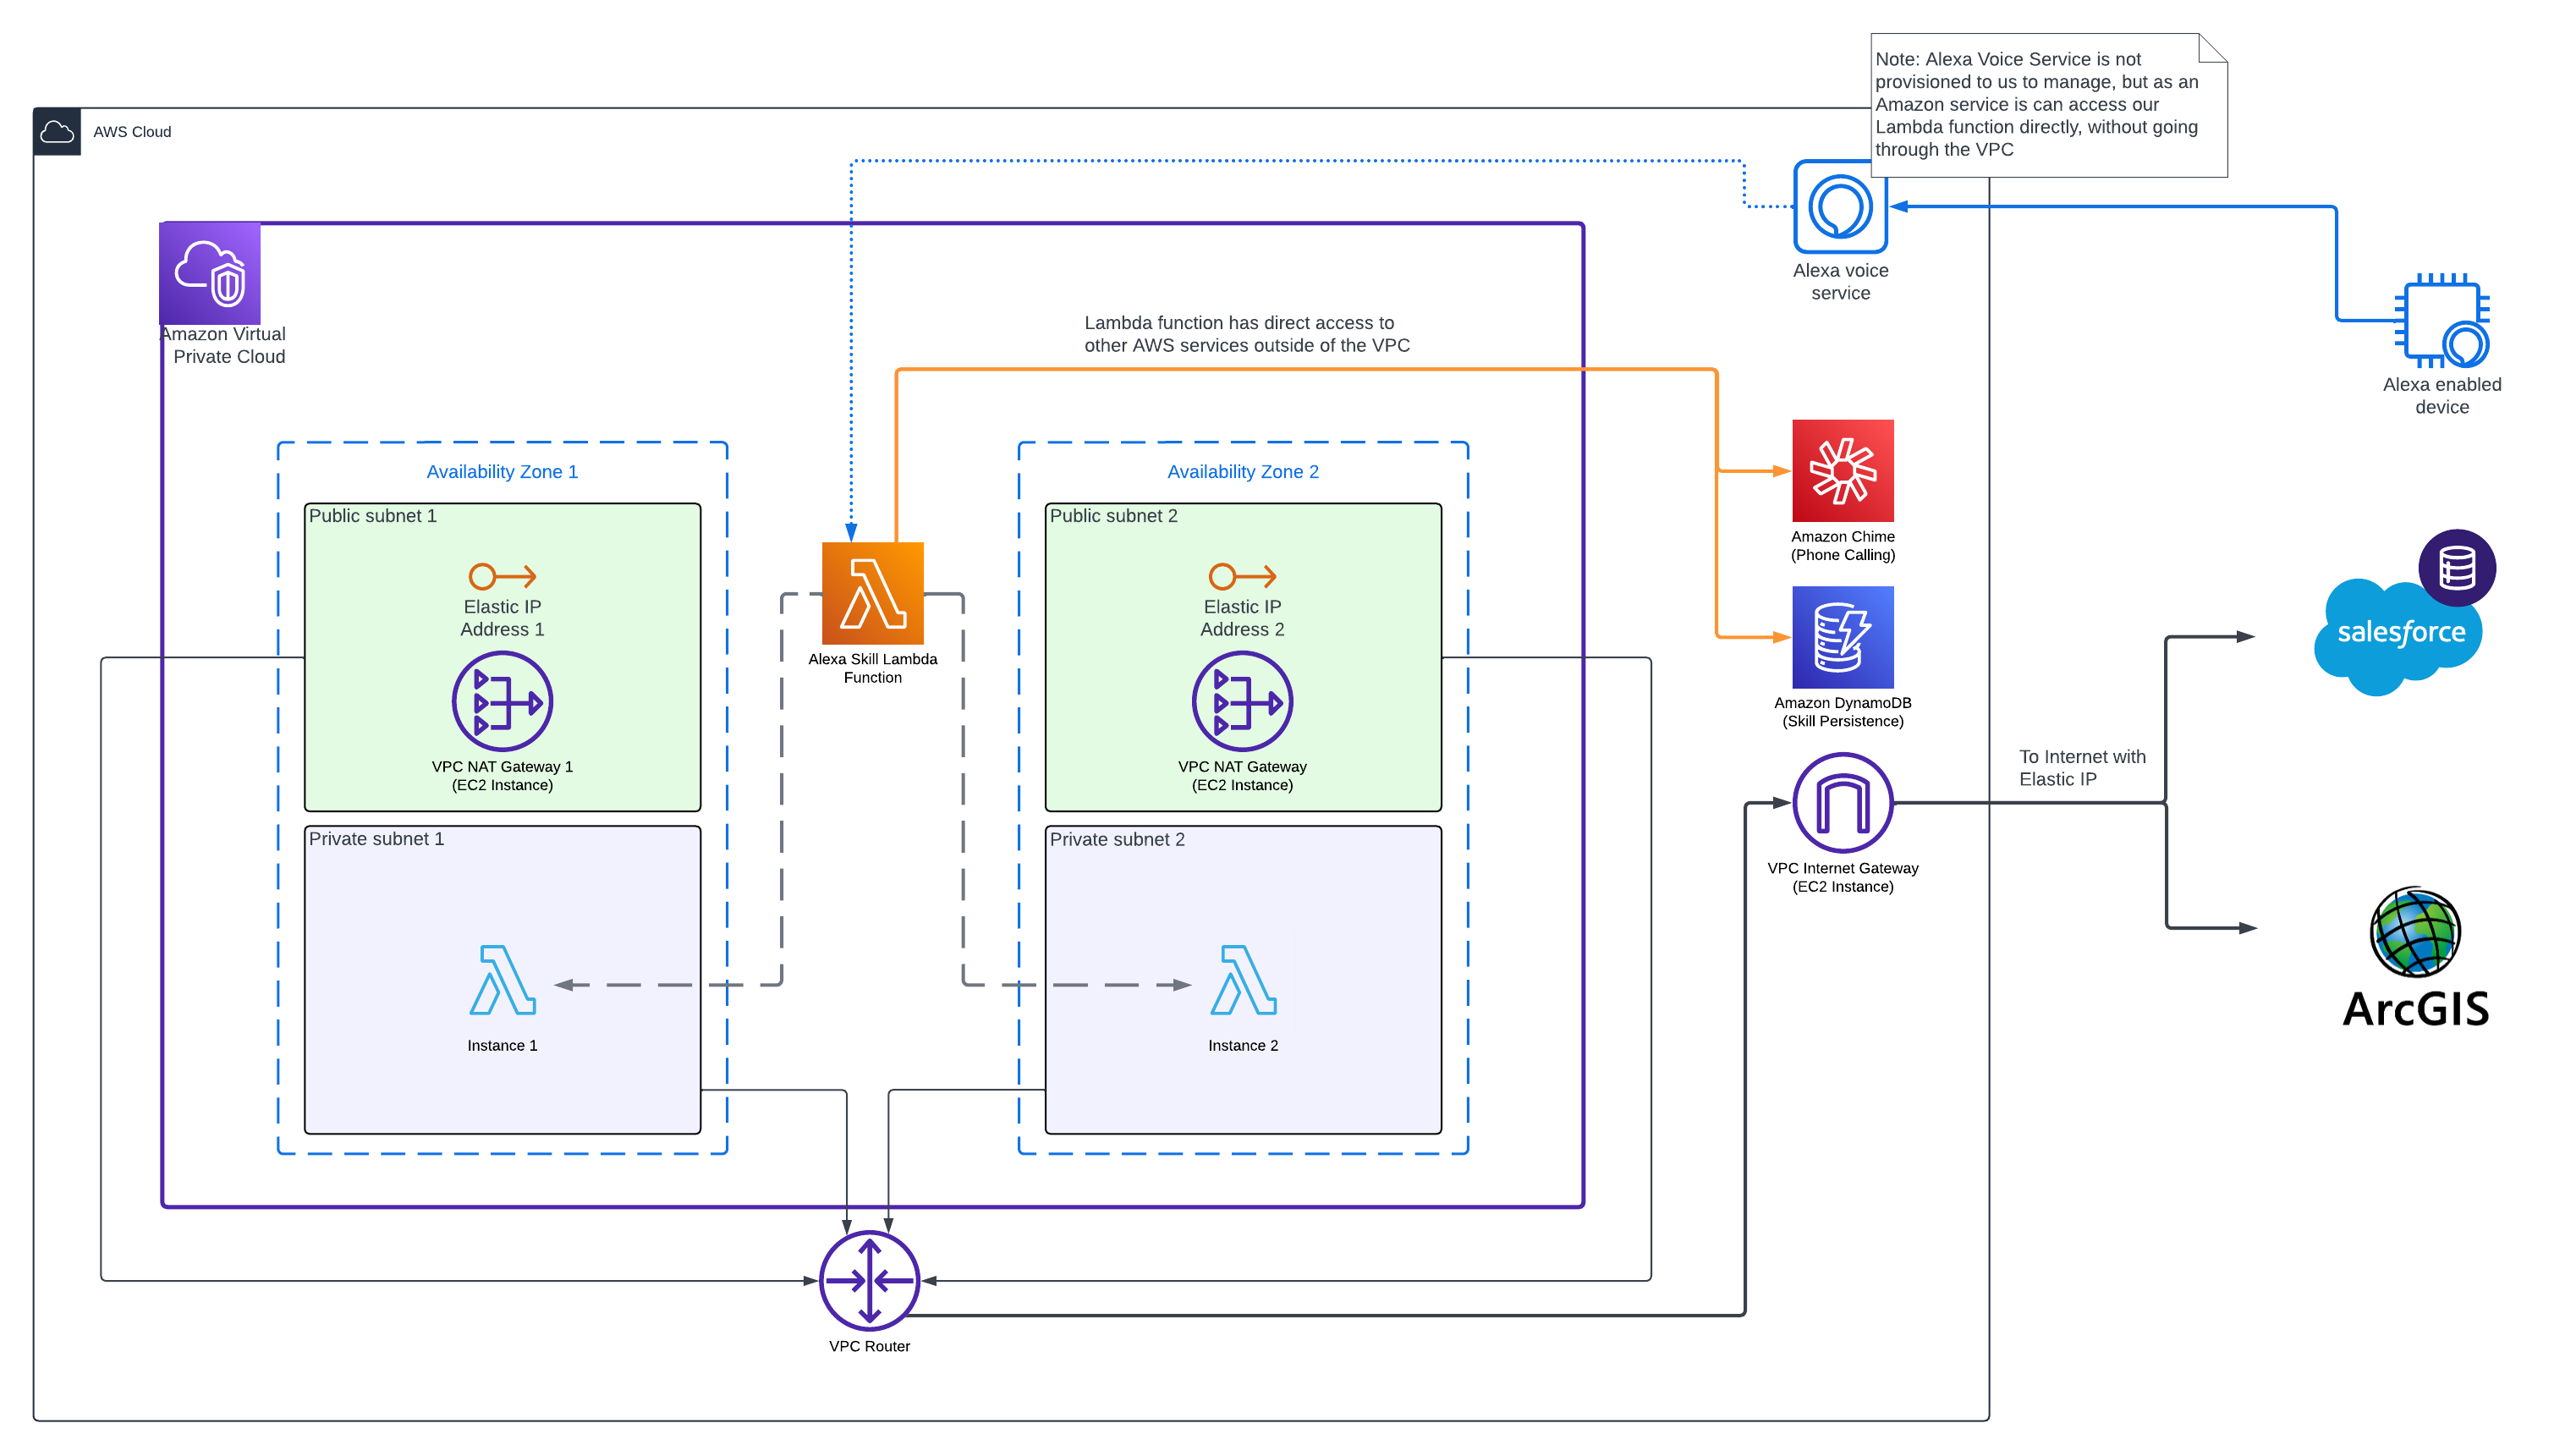 Note: Alexa Voice Service is not
provisioned to us to manage, but as an
Amazon service is can access our
Lambda function directly, without going
through the VPC
AWS Cloud
Alexa voice
service
Amazon Virtual
Private Cloud
Lambda function has direct access to
other AWS services outside of the VPC
Alexa enabled
device
Availability Zone 1
Availability Zone 2
Public subnet 1
Elastic IP
Address 1
VPC NAT Gateway 1
(EC2 Instance)
Alexa Skill Lambda
Function
Public subnet 2
Elastic IP
Address 2
VPC NAT Gateway
(EC2 Instance)
Amazon Chime
(Phone Calling)
Amazon DynamoDB
(Skill Persistence)
salesforce
To Internet with
Elastic IP
VPC Internet Gateway
(EC2 Instance)
ArcGIS
Private subnet 1
Instance 1
Private subnet 2
Instance 2
VPC Router